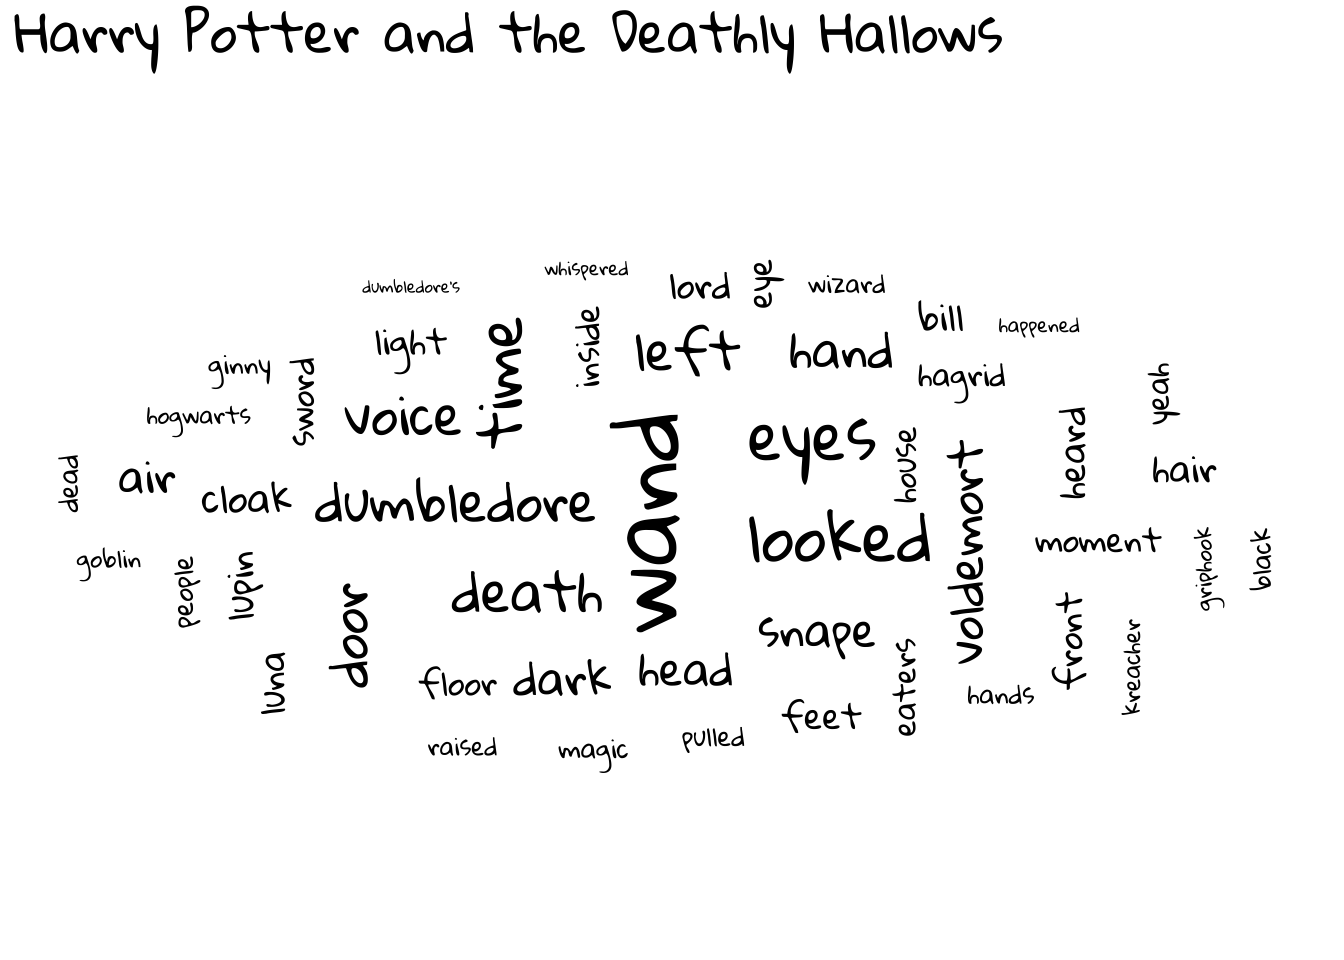 Harry Potter and the Deathly Hallows
whispered
dumbledore's
lord
eye
wizard
bill
happened
light
time
inside
left
hand
ginny
sword
hagrid
yeah
hogwarts
voice
wand
eyes
house
heard
dead
air
cloak
dumbledore
looked
voldemort
hair
goblin
people
lupin
death
moment
griphook
black
door
snape
front
kreacher
luna
floor
dark
head
feet
eaters
hands
raised
magic
pulled